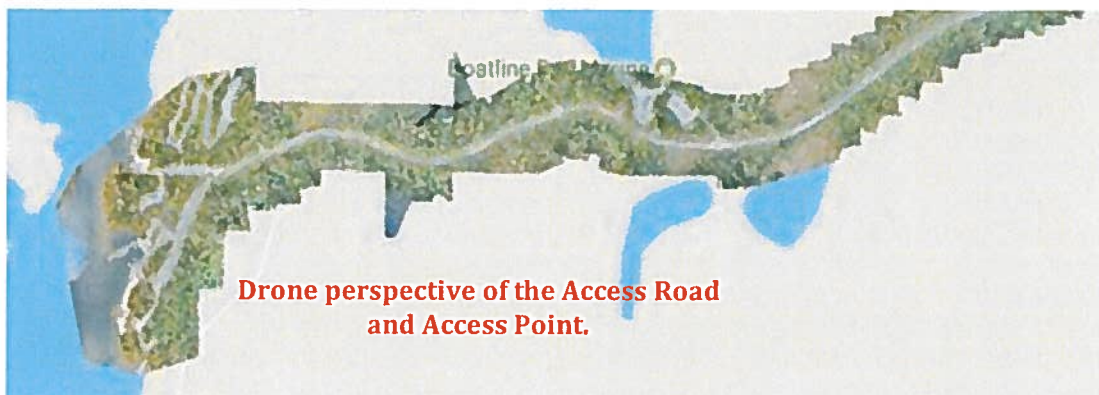 Drone perspective of the Access Road
and Access Point.